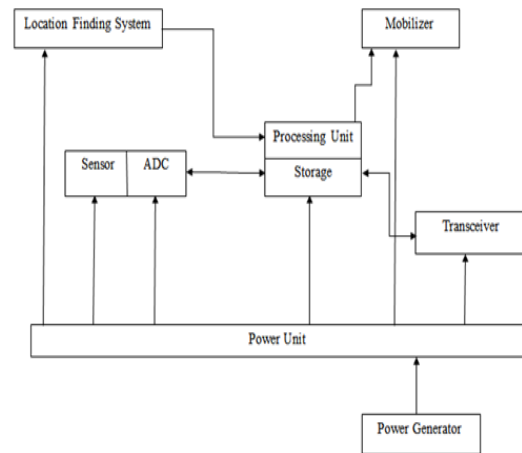 Location Finding System
Mobilizer
Processing Unit
Sensor
ADC
Storage
Transceiver
Power Unit
Power Generator